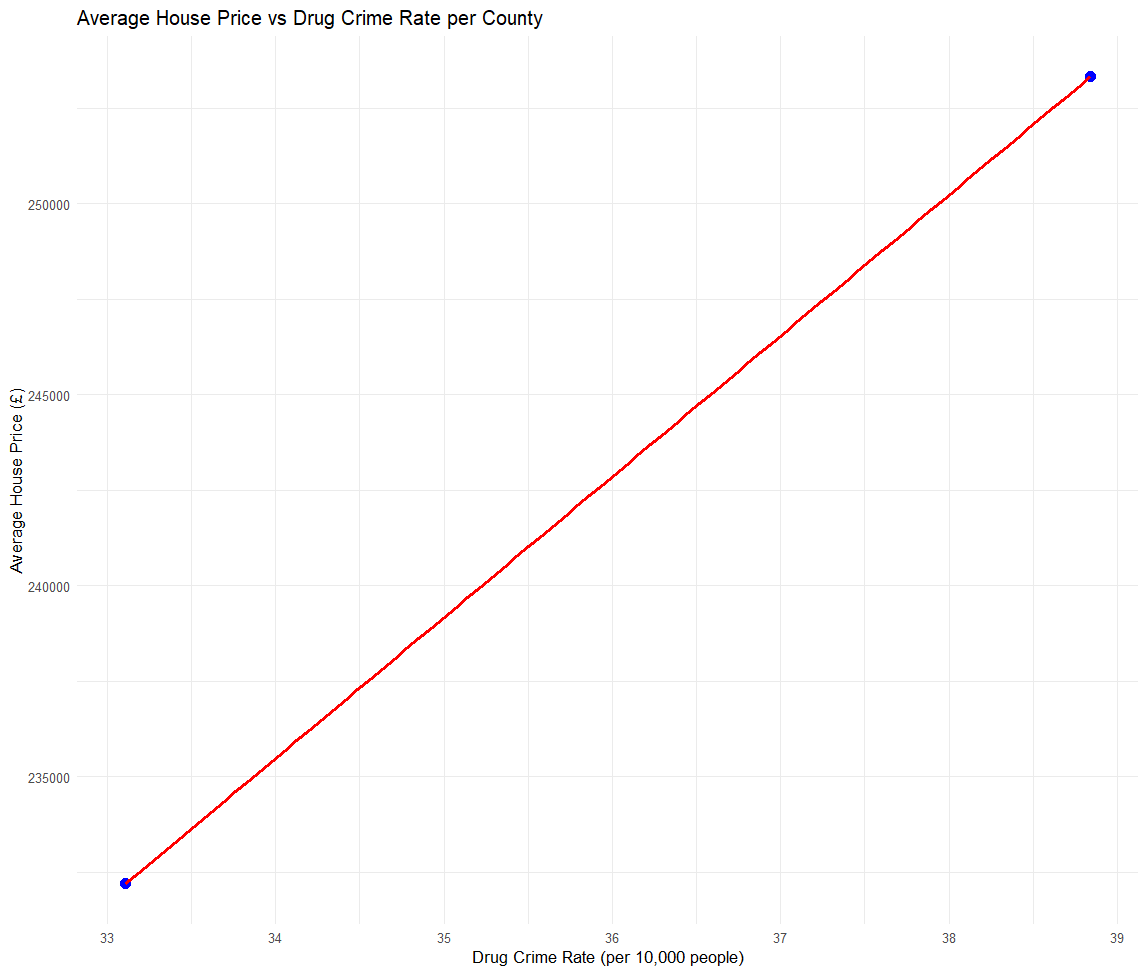 Average House Price vs Drug Crime Rate per County
Average House Price (£)
250000
245000
240000
235000
33 34 35 36 37 38 39
Drug Crime Rate (per 10,000 people)